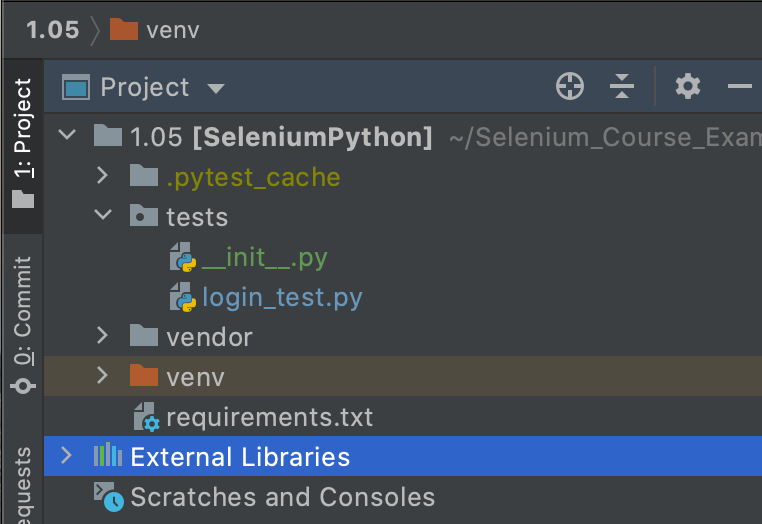 1.05 venv
Project
1: Project
1.05 [SeleniumPython] ~/Selenium_Course_Exam
.pytest_cache
tests
__init__.py
login_test.py
0: Commit
vendor
venv
requirements.txt
External Libraries
Scratches and Consoles
equests